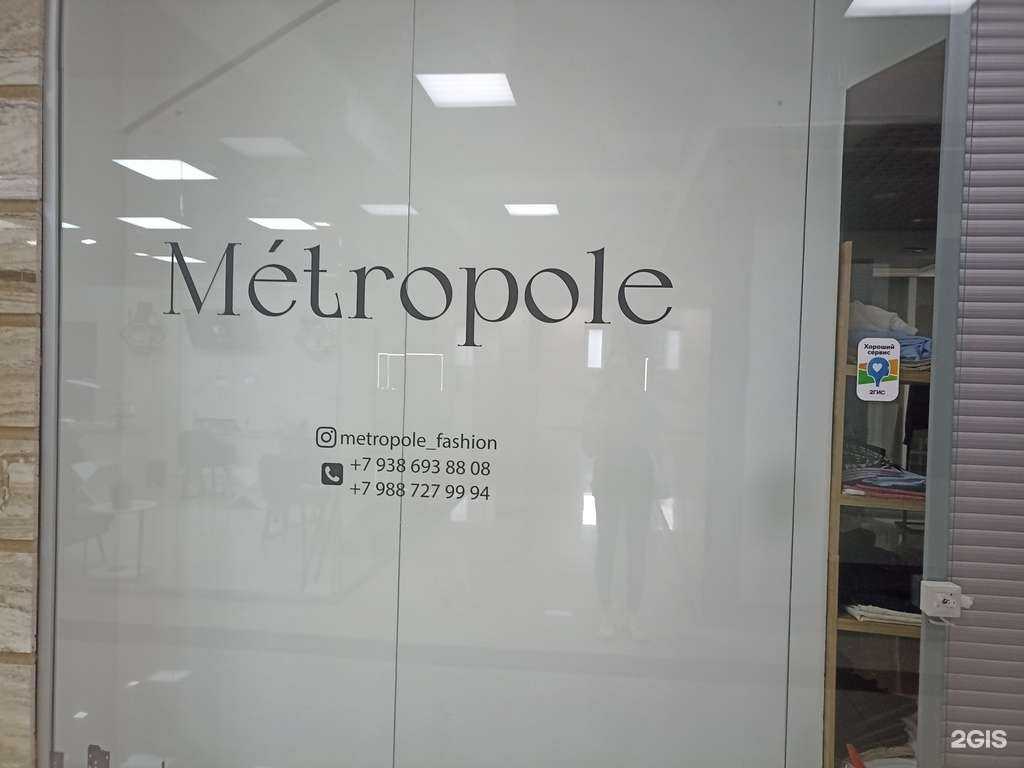 Métropole
metropole_fashion
+7 938 693 88 08
+7 988 727 99 94
Хороший
сервис
2ГИС
2GIS